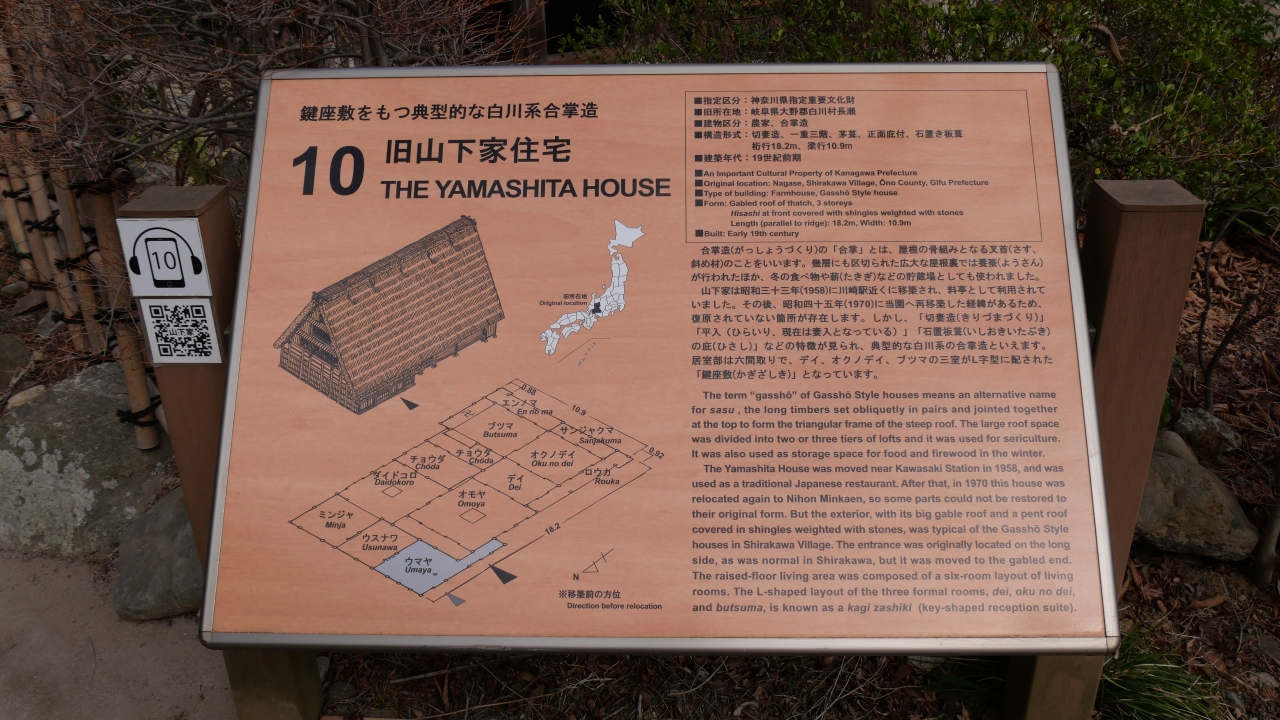 鍵座敷をもつ典型的な白川系合掌造
10 旧山下家住宅
THE YAMASHITA HOUSE
■指定区分：神奈川県指定重要文化財
■旧所在地：岐阜県大野郡白川村長瀬
■建物区分：農家、合掌造
■構造形式：切妻造、一重三階、茅葺、正面庇付、石置き板葺
桁行18.2m、梁行10.9m
■建築年代：19世紀前期
■An Important Cultural Property of Kanagawa Prefecture
■Original location: Nagase, Shirakawa Village, Ōno County, Gifu Prefecture
■Type of building: Farmhouse, Gasshō Style house
■Form: Gabled roof of thatch, 3 storeys
Hisashi at front covered with shingles weighted with stones
Length (parallel to ridge): 18.2m, Width: 10.9m
■Built: Early 19th century
合掌造(がっしょうづくり)の「合掌」とは、屋根の骨組みとなる叉首(さす、
斜め材)のことをいいます。幾層にも区切られた広大な屋根裏では養蚕(ようさん)
が行われたほか、冬の食べ物や薪(たきぎ)などの貯蔵場としても使われました。
山下家は昭和三十三年(1958)に川崎駅近くに移築され、料亭として利用されて
いました。その後、昭和四十五年(1970)に当園へ再移築した経緯があるため、
復原されていない箇所が存在します。しかし、「切妻造(きりづまづくり)」
「平入（ひらいり、現在は妻入となっている）」「石置板葺(いしおきいたぶき)
の庇(ひさし)」などの特徴が見られ、典型的な白川系の合掌造といえます。
居室部は六間取りで、デイ、オクノデイ、ブツマの三室がL字型に配された
「鍵座敷(かぎざしき)」となっています。
The term “gasshō” of Gasshō Style houses means an alternative name
for sasu , the long timbers set obliquetly in pairs and jointed together
at the top to form the triangular frame of the steep roof. The large roof space
was divided into two or three tiers of lofts and it was used for sericulture.
It was also used as storage space for food and firewood in the winter.
The Yamashita House was moved near Kawasaki Station in 1958, and was
used as a traditional Japanese restaurant. After that, in 1970 this house was
relocated again to Nihon Minkaen, so some parts could not be restored to
their original form. But the exterior, with its big gable roof and a pent roof
covered in shingles weighted with stones, was typical of the Gasshō Style
houses in Shirakawa Village. The entrance was originally located on the long
side, as was normal in Shirakawa, but it was moved to the gabled end.
The raised-floor living area was composed of a six-room layout of living
rooms. The L-shaped layout of the three formal rooms, dei, oku no dei,
and butsuma, is known as a kagi zashiki (key-shaped reception suite).
旧所在地
Original location
0.88
10.9
0.92
18.2
エンノマ
En no ma
ブツマ
Butsuma
サンジャクマ
Sanjakuma
チョウダ
Chōda
チョウダ
Chōda
オクノデイ
Oku no dei
ダイドコロ
Daidokoro
デイ
Dei
ロウカ
Rouka
オモヤ
Omoya
ミンジャ
Minja
ウスナワ
Usunawa
ウマヤ
Umaya
N
※移築前の方位
Direction before relocation
10
山下家